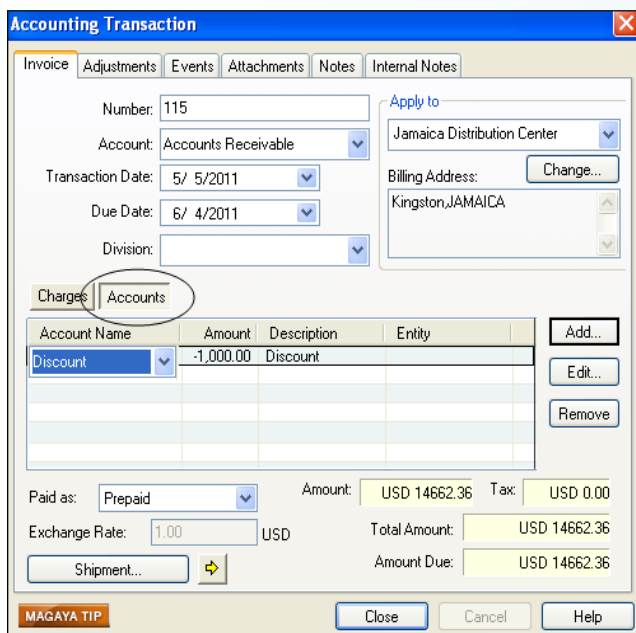 Accounting Transaction
Invoice Adjustments Events Attachments Notes Internal Notes
Number: 115
Account: Accounts Receivable
Transaction Date: 5/ 5/2011
Due Date: 6/ 4/2011
Division:
Apply to
Jamaica Distribution Center
Billing Address: Change...
Kingston,JAMAICA
Charges Accounts
Account Name Amount Description Entity
Discount -1,000.00 Discount
Add...
Edit...
Remove
Paid as: Prepaid
Amount: USD 14662.36 Tax: USD 0.00
Exchange Rate: 1.00 USD
Total Amount: USD 14662.36
Shipment...
Amount Due: USD 14662.36
MAGAYA TIP
Close Cancel Help